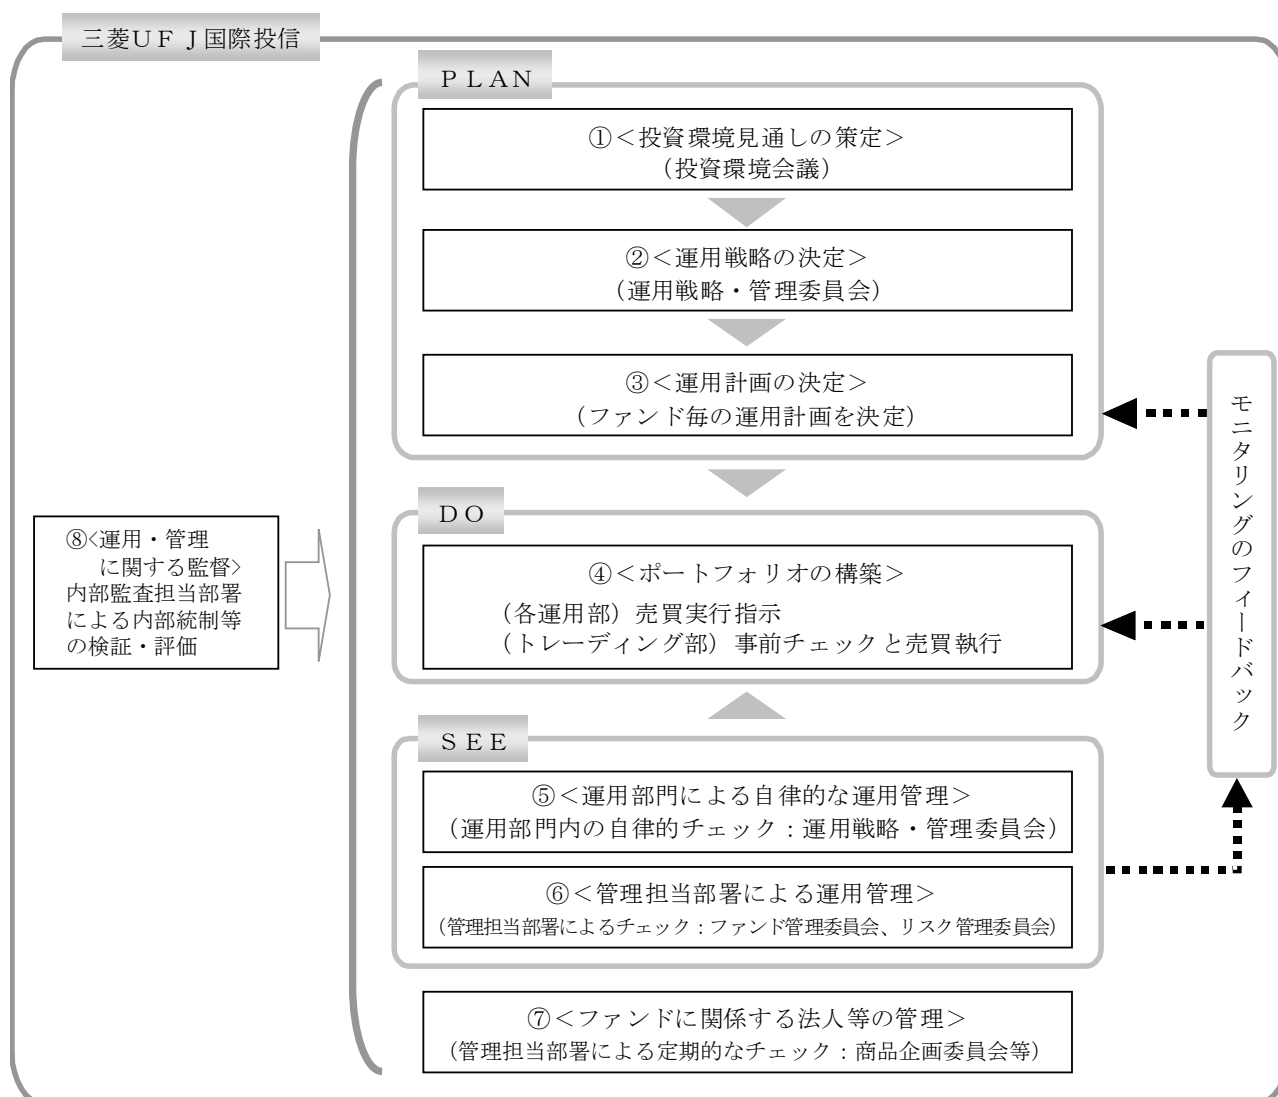 三菱ＵＦＪ国際投信
ＰＬＡＮ
①＜投資環境見通しの策定＞
（投資環境会議）
②＜運用戦略の決定＞
（運用戦略・管理委員会）
③＜運用計画の決定＞
（ファンド毎の運用計画を決定）
ＤＯ
④＜ポートフォリオの構築＞
（各運用部）売買実行指示
（トレーディング部）事前チェックと売買執行
ＳＥＥ
⑤＜運用部門による自律的な運用管理＞
（運用部門内の自律的チェック：運用戦略・管理委員会）
⑥＜管理担当部署による運用管理＞
（管理担当部署によるチェック：ファンド管理委員会、リスク管理委員会）
⑦＜ファンドに関係する法人等の管理＞
（管理担当部署による定期的なチェック：商品企画委員会等）
⑧<運用・管理
に関する監督>
内部監査担当部署
による内部統制等
の検証・評価
モニタリングのフィードバック